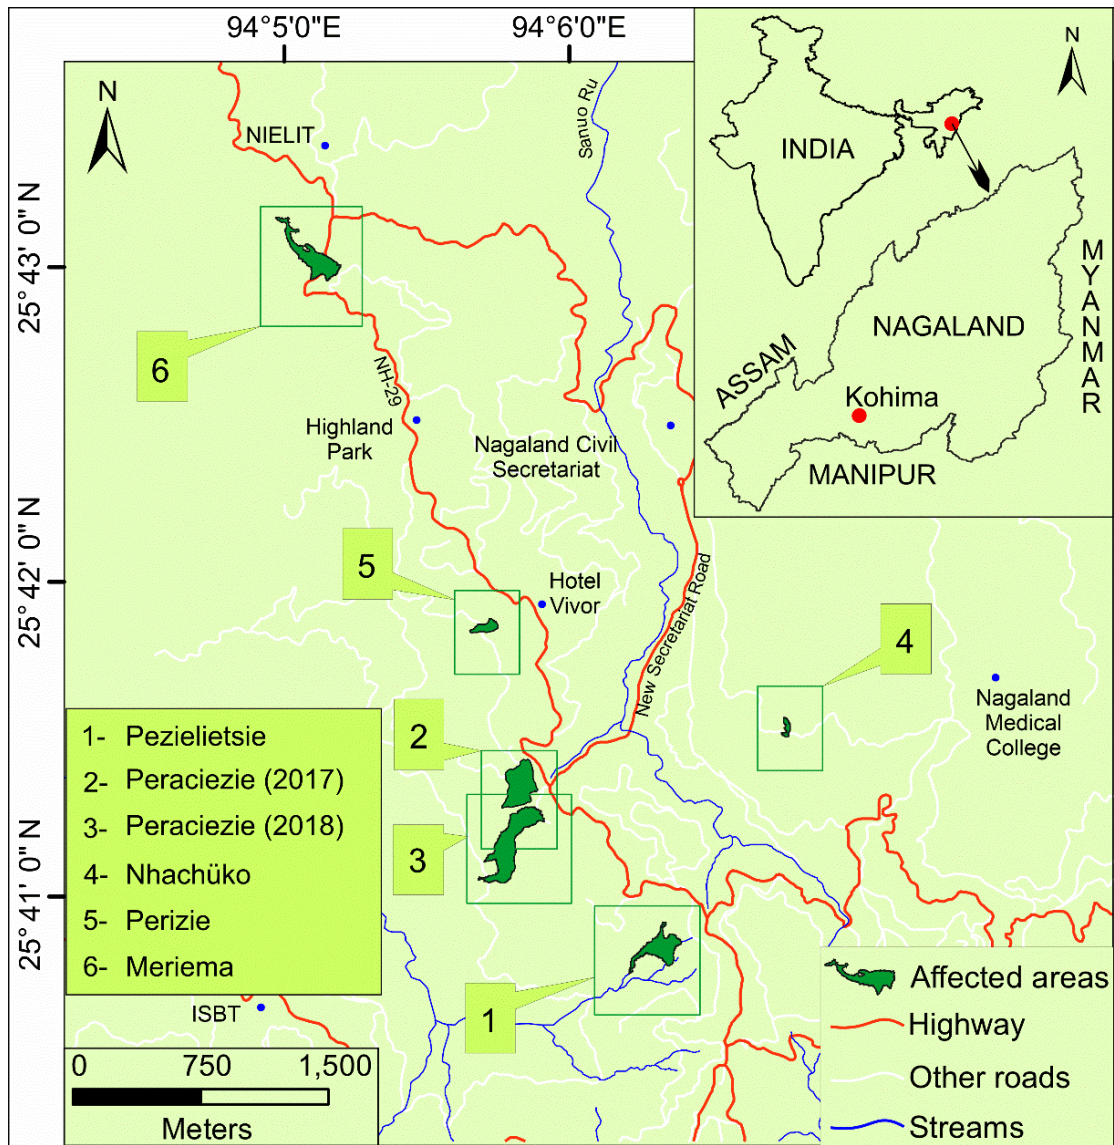 94°5'0"E
94°6'0"E
N
NIELIT
Sanuo Ru
25° 43' 0" N
6
NH-29
Highland
Park
Nagaland Civil
Secretariat
25° 42' 0" N
5
Hotel
Vivor
New Secretariat Road
4
Nagaland
Medical
College
2
3
25° 41' 0" N
1
ISBT
N
INDIA
MYANMAR
NAGALAND
ASSAM
Kohima
MANIPUR
1- Pezielietsie
2- Peraciezie (2017)
3- Peraciezie (2018)
4- Nhachüko
5- Perizie
6- Meriema
0 750 1,500
Meters
Affected areas
Highway
Other roads
Streams